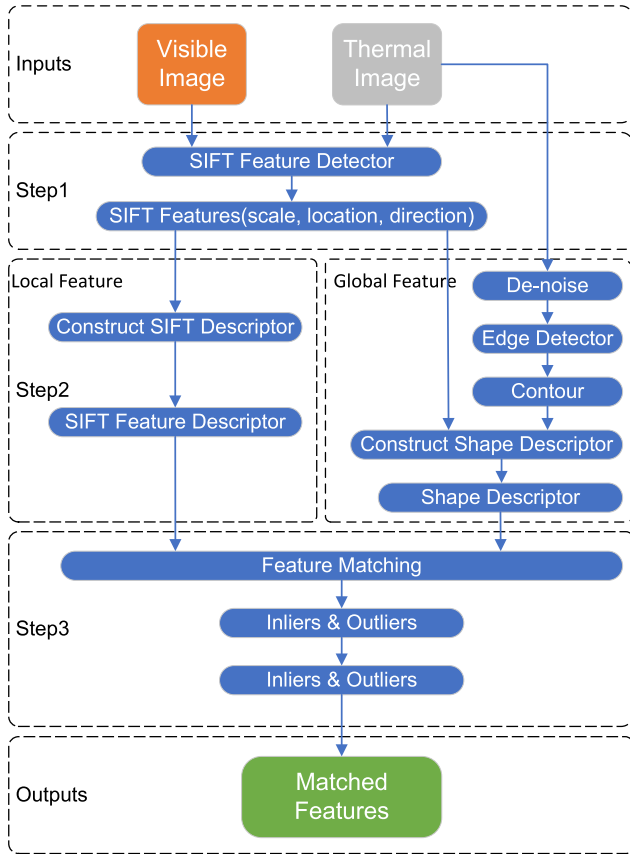 Inputs
Visible
Image
Thermal
Image
Step1
SIFT Feature Detector
SIFT Features(scale, location, direction)
Local Feature
Global Feature
De-noise
Construct SIFT Descriptor
Edge Detector
Step2
Contour
SIFT Feature Descriptor
Construct Shape Descriptor
Shape Descriptor
Feature Matching
Step3
Inliers & Outliers
Inliers & Outliers
Outputs
Matched
Features